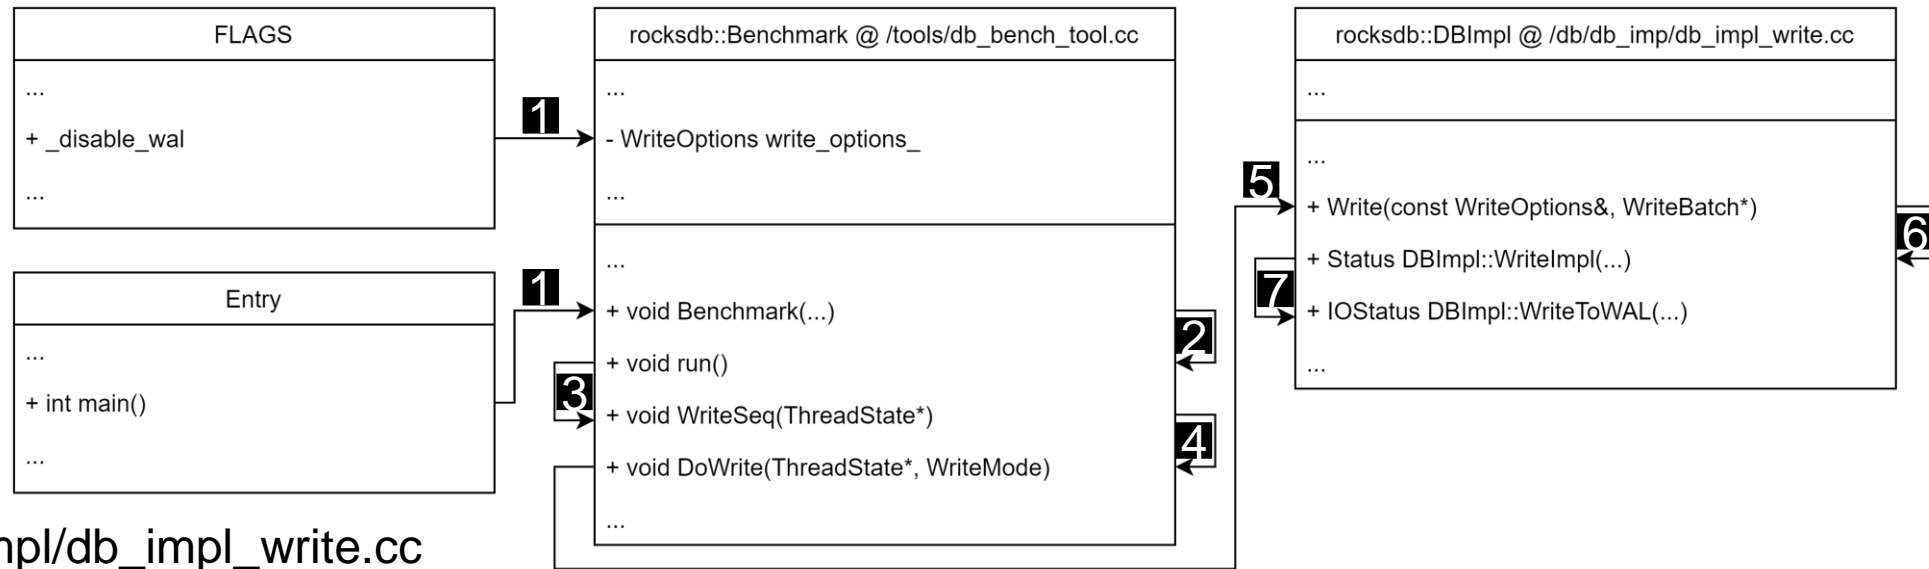 FLAGS
...
+ _disable_wal
...
Entry
...
+ int main()
...
1
1
rocksdb::Benchmark @ /tools/db_bench_tool.cc
...
- WriteOptions write_options_
...
...
+ void Benchmark(...)
+ void run()
+ void WriteSeq(ThreadState*)
+ void DoWrite(ThreadState*, WriteMode)
...
2
3
4
5
rocksdb::DBImpl @ /db/db_imp/db_impl_write.cc
...
...
+ Write(const WriteOptions&, WriteBatch*)
+ Status DBImpl::WriteImpl(...)
+ IOStatus DBImpl::WriteToWAL(...)
...
6
7
mpl/db_impl_write.cc